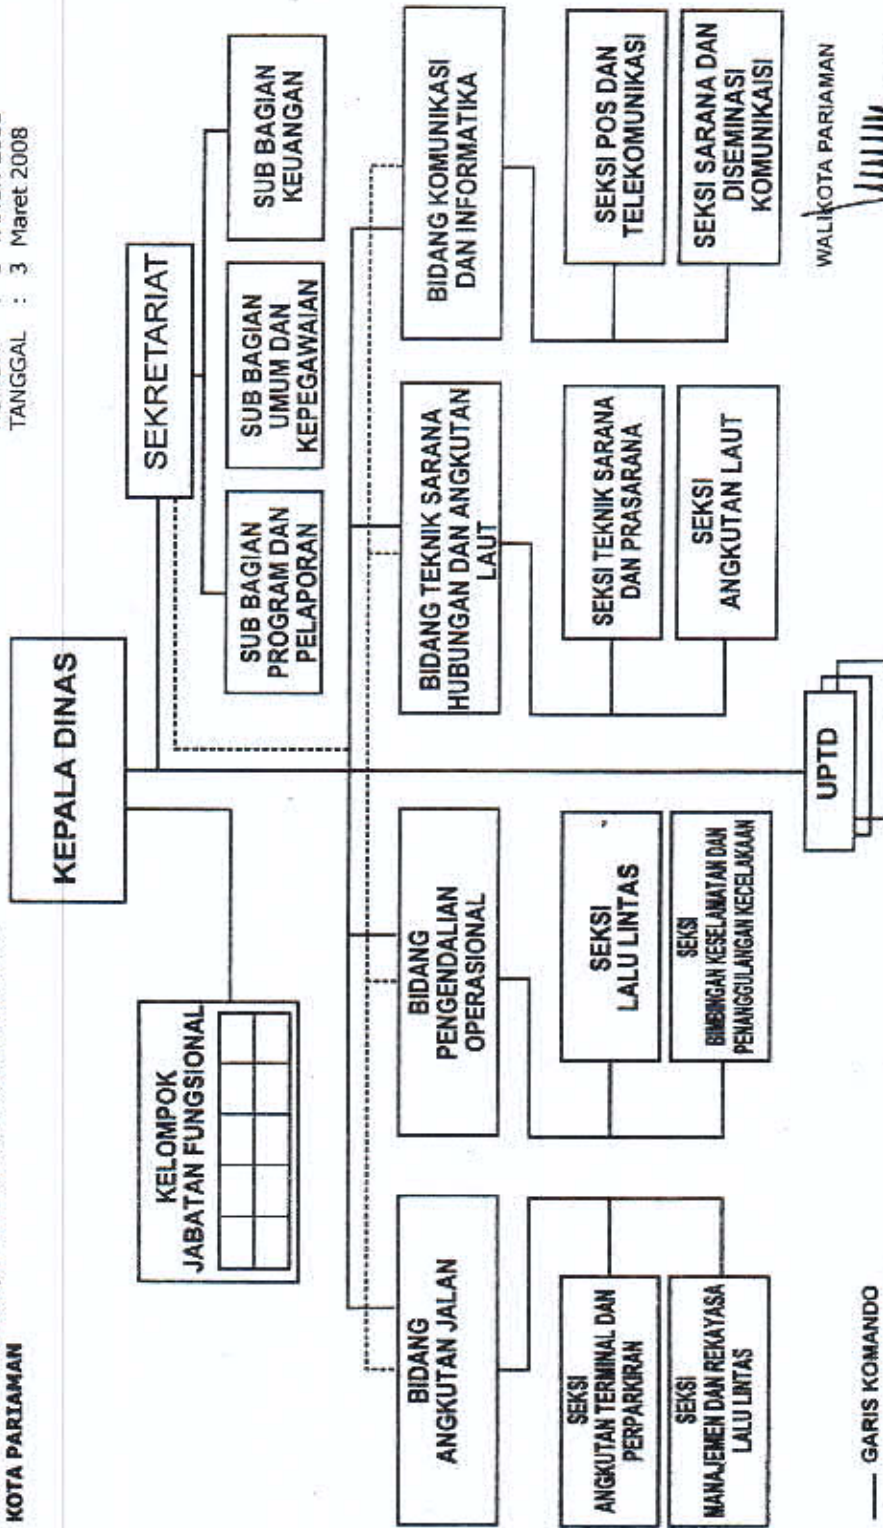 KOTA PARIAMAN
TANGGAL : 3 Maret 2008
KEPALA DINAS
KELOMPOK
JABATAN FUNGSIONAL
SEKRETARIAT
SUB BAGIAN
PROGRAM DAN
PELAPORAN
SUB BAGIAN
UMUM DAN
KEPEGAWAIAN
SUB BAGIAN
KEUANGAN
BIDANG
ANGKUTAN JALAN
BIDANG
PENGENDALIAN
OPERASIONAL
BIDANG TEKNIK SARANA
HUBUNGAN DAN ANGKUTAN
LAUT
BIDANG KOMUNIKASI
DAN INFORMATIKA
SEKSI
ANGKUTAN TERMINAL DAN
PERPARKIRAN
SEKSI
MANAJEMEN DAN REKAYASA
LALU LINTAS
SEKSI
LALU LINTAS
SEKSI
BIMBINGAN KESELAMATAN DAN
PENANGGULANGAN KECELAKAAN
SEKSI TEKNIK SARANA
DAN PRASARANA
SEKSI
ANGKUTAN LAUT
SEKSI POS DAN
TELEKOMUNIKASI
SEKSI SARANA DAN
DISEMINASI
KOMUNIKAISI
UPTD
WALIKOTA PARIAMAN
GARIS KOMANDO